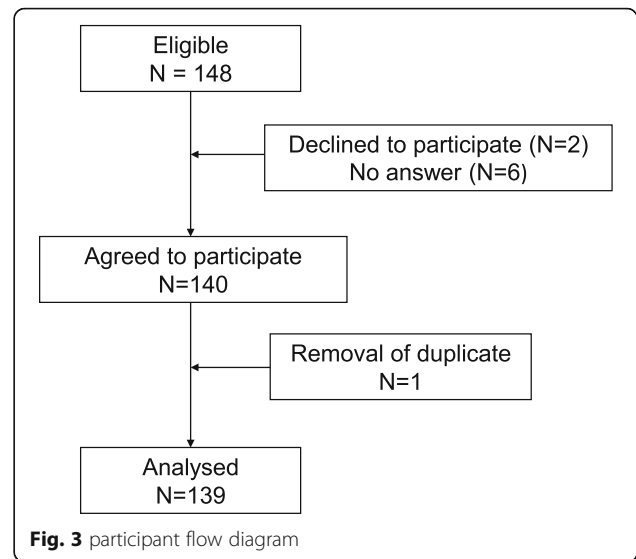 Eligible
N = 148
Declined to participate (N=2)
No answer (N=6)
Agreed to participate
N=140
Removal of duplicate
N=1
Analysed
N=139
Fig. 3 participant flow diagram